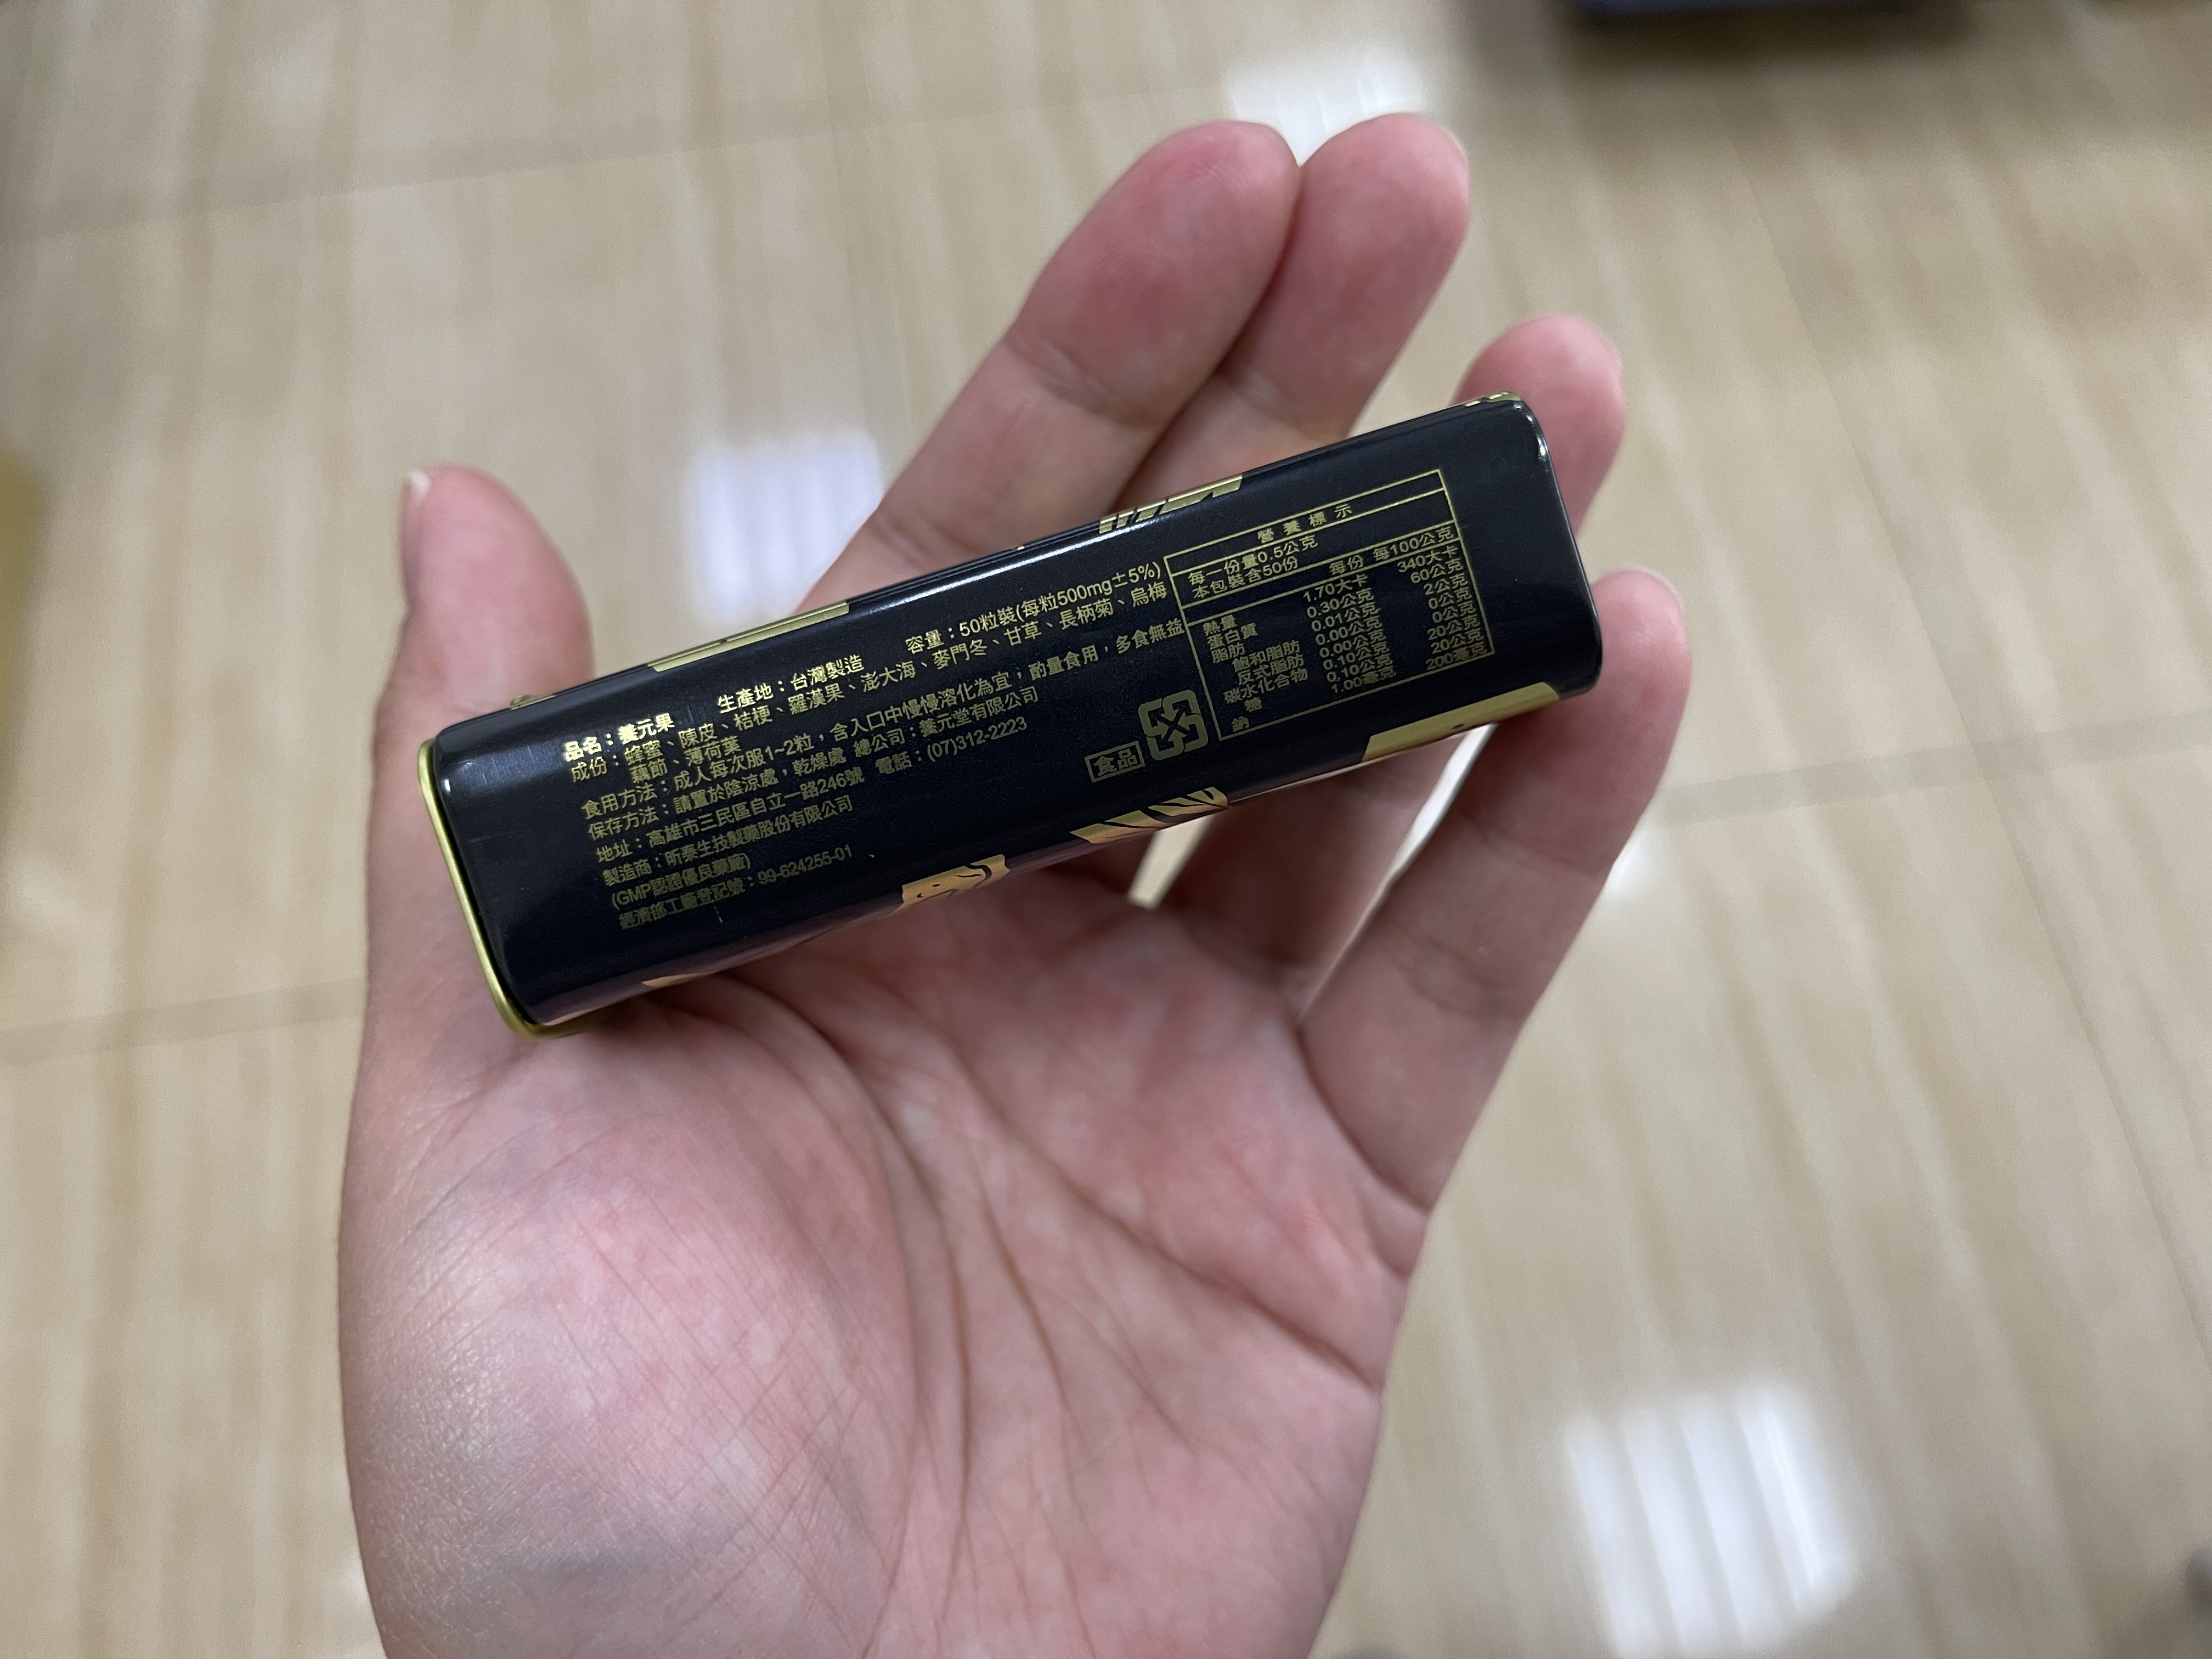 品名：養元果 生產地：台灣製造 容量：50粒裝(每粒500mg±5%)
成份：蜂蜜、陳皮、桔梗、羅漢果、澎大海、麥門冬、甘草、長柄菊、烏梅
藕節、薄荷葉
食用方法：成人每次服1~2粒，含入口中慢慢溶化為宜；酌量食用，多食無益
保存方法：請置於陰涼處，乾燥處 總公司：養元堂有限公司
地址：高雄市三民區自立一路246號 電話：(07)312-2223
製造商：昕泰生技製藥股份有限公司
(GMP認證優良藥廠)
經濟部工廠登記號：99-624255-01
食品
營養標示
每一份量0.5公克
本包裝含50份
每份 每100公克
熱量 1.70大卡 340大卡
蛋白質 0.30公克 60公克
脂肪 0.01公克 2公克
飽和脂肪 0.00公克 0公克
反式脂肪 0.00公克 0公克
碳水化合物 0.10公克 20公克
糖 0.10公克 20公克
鈉 1.00毫克 200毫克